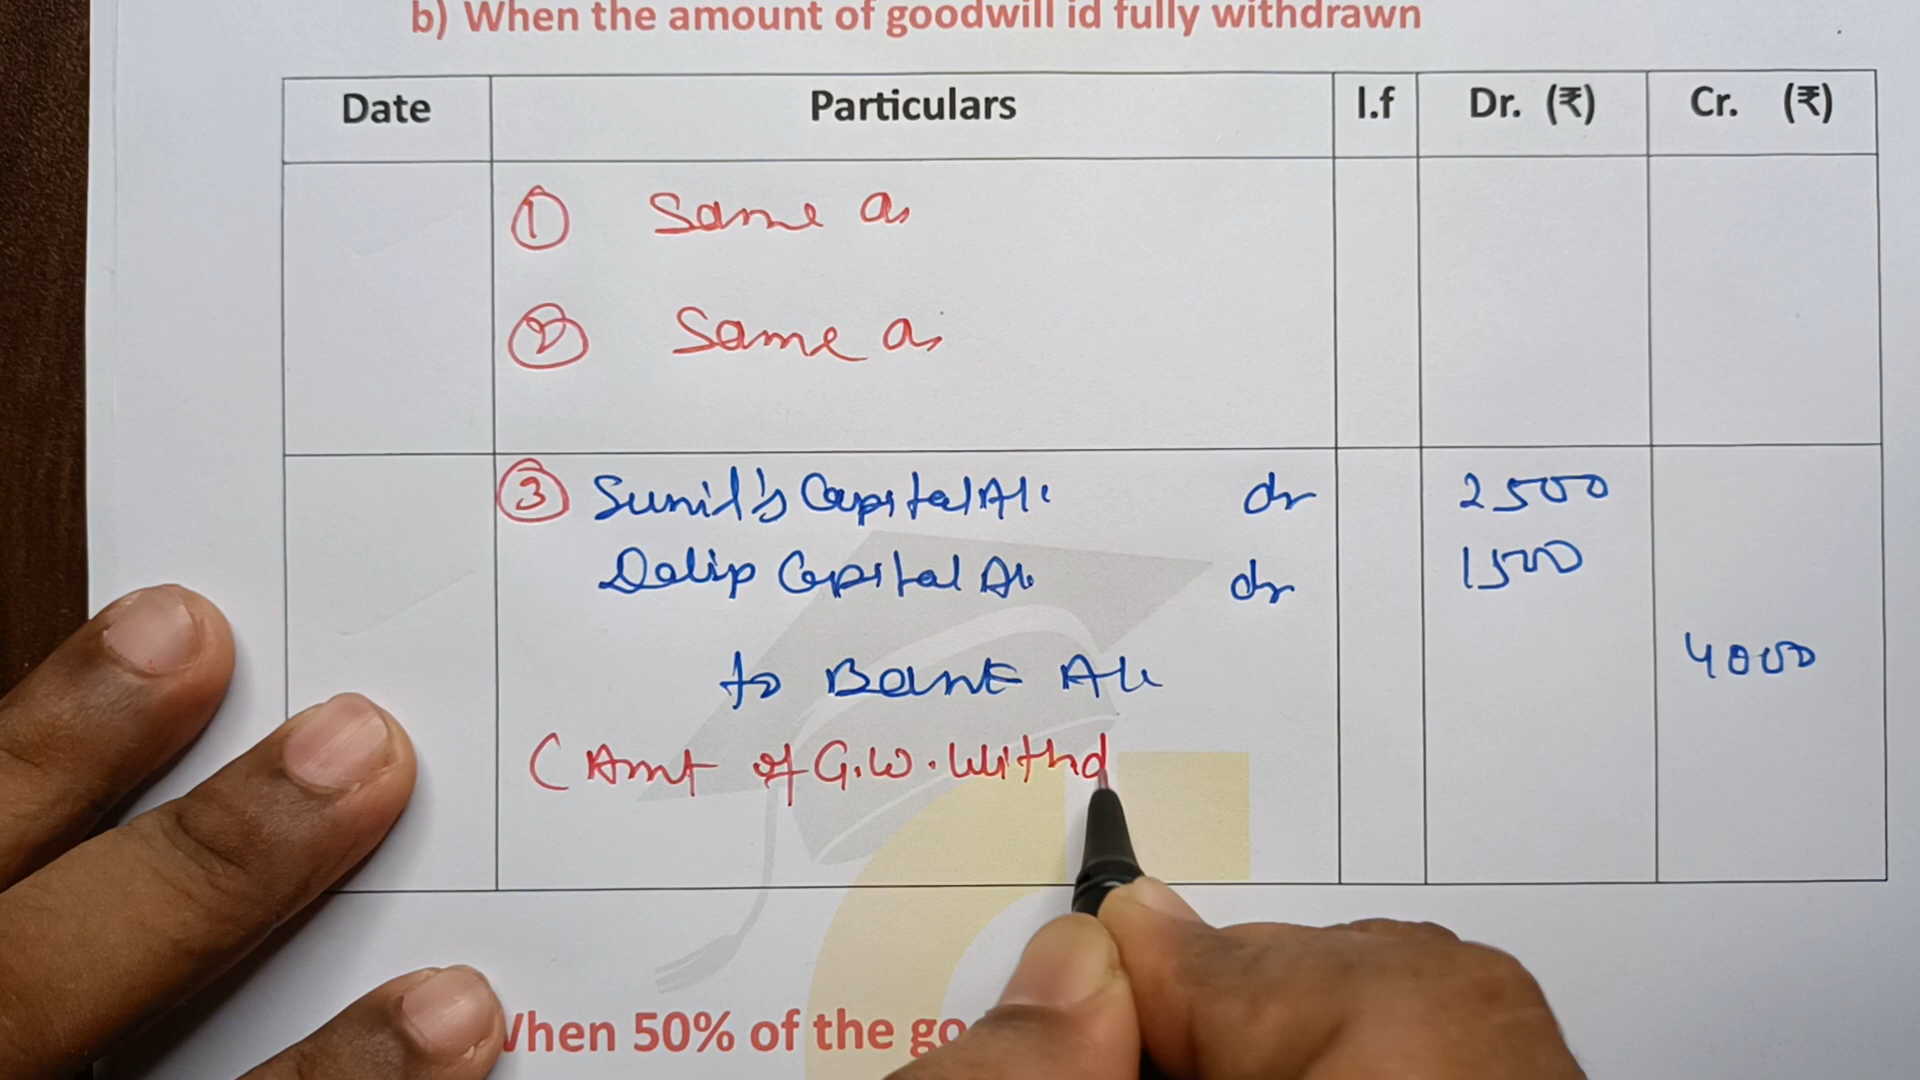 b) When the amount of goodwill id fully withdrawn
Date Particulars l.f Dr. (₹) Cr. (₹)
① Same as
② Same as
③ Sunil's Capital A/c dr 2500
Dalip Capital A/c dr 1500
to Bank A/c 4000
(Amt of G.W. Withd
When 50% of the go